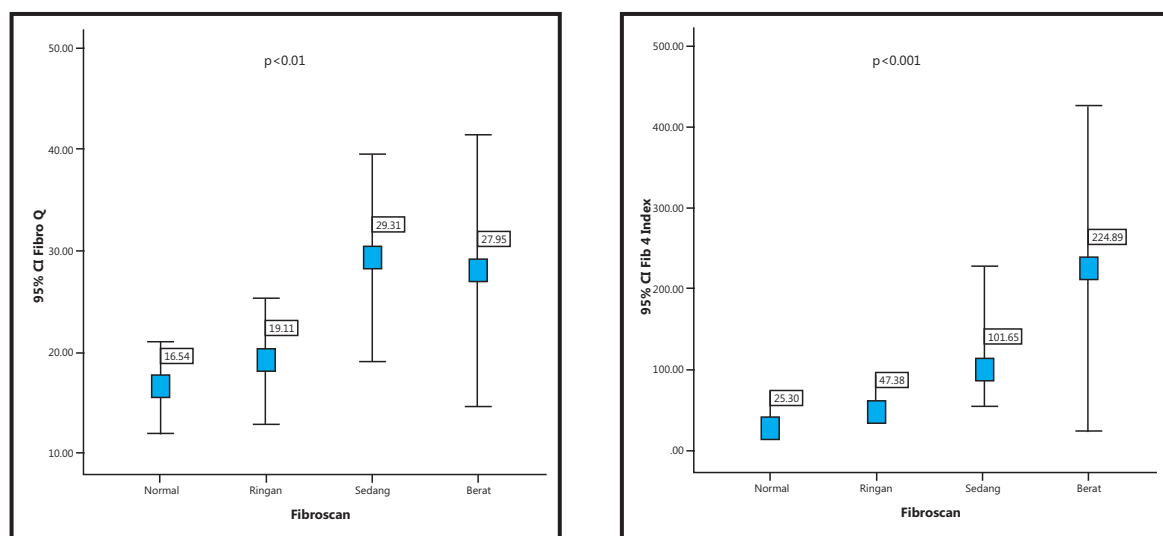 50.00
p<0.01
40.00
30.00
20.00
10.00
95% CI Fibro Q
16.54
19.11
29.31
27.95
Normal
Ringan
Sedang
Berat
Fibroscan
500.00
p<0.001
400.00
300.00
200.00
100.00
.00
95% CI Fib 4 Index
25.30
47.38
101.65
224.89
Normal
Ringan
Sedang
Berat
Fibroscan